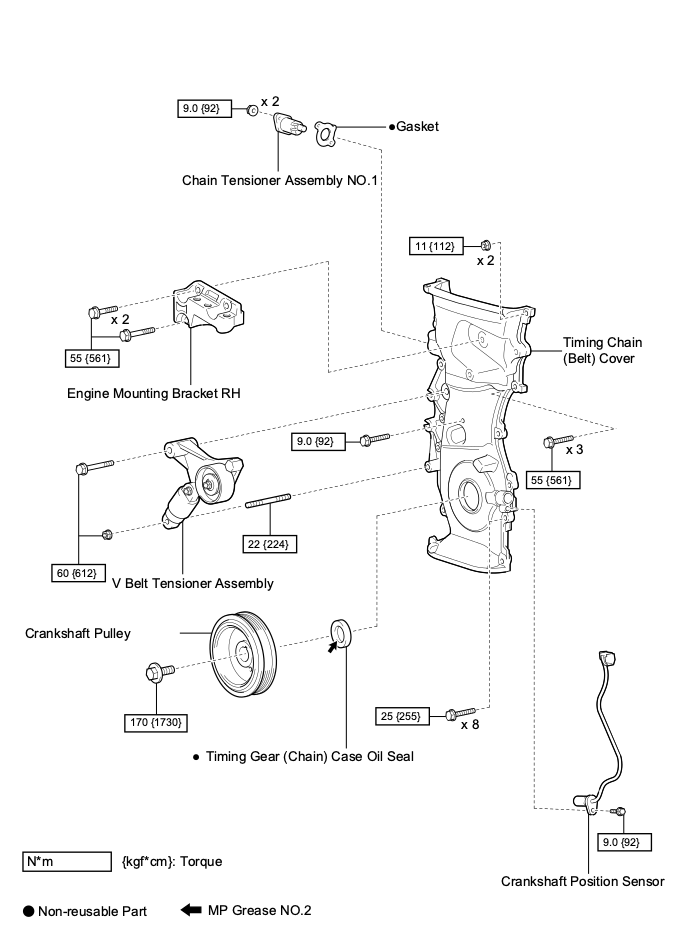 9.0 {92}
x 2
●Gasket
Chain Tensioner Assembly NO.1
11 {112}
x 2
x 2
55 {561}
Timing Chain
(Belt) Cover
Engine Mounting Bracket RH
9.0 {92}
x 3
55 {561}
22 {224}
60 {612}
V Belt Tensioner Assembly
Crankshaft Pulley
170 {1730}
25 {255}
x 8
● Timing Gear (Chain) Case Oil Seal
9.0 {92}
N*m {kgf*cm}: Torque
Crankshaft Position Sensor
● Non-reusable Part
MP Grease NO.2